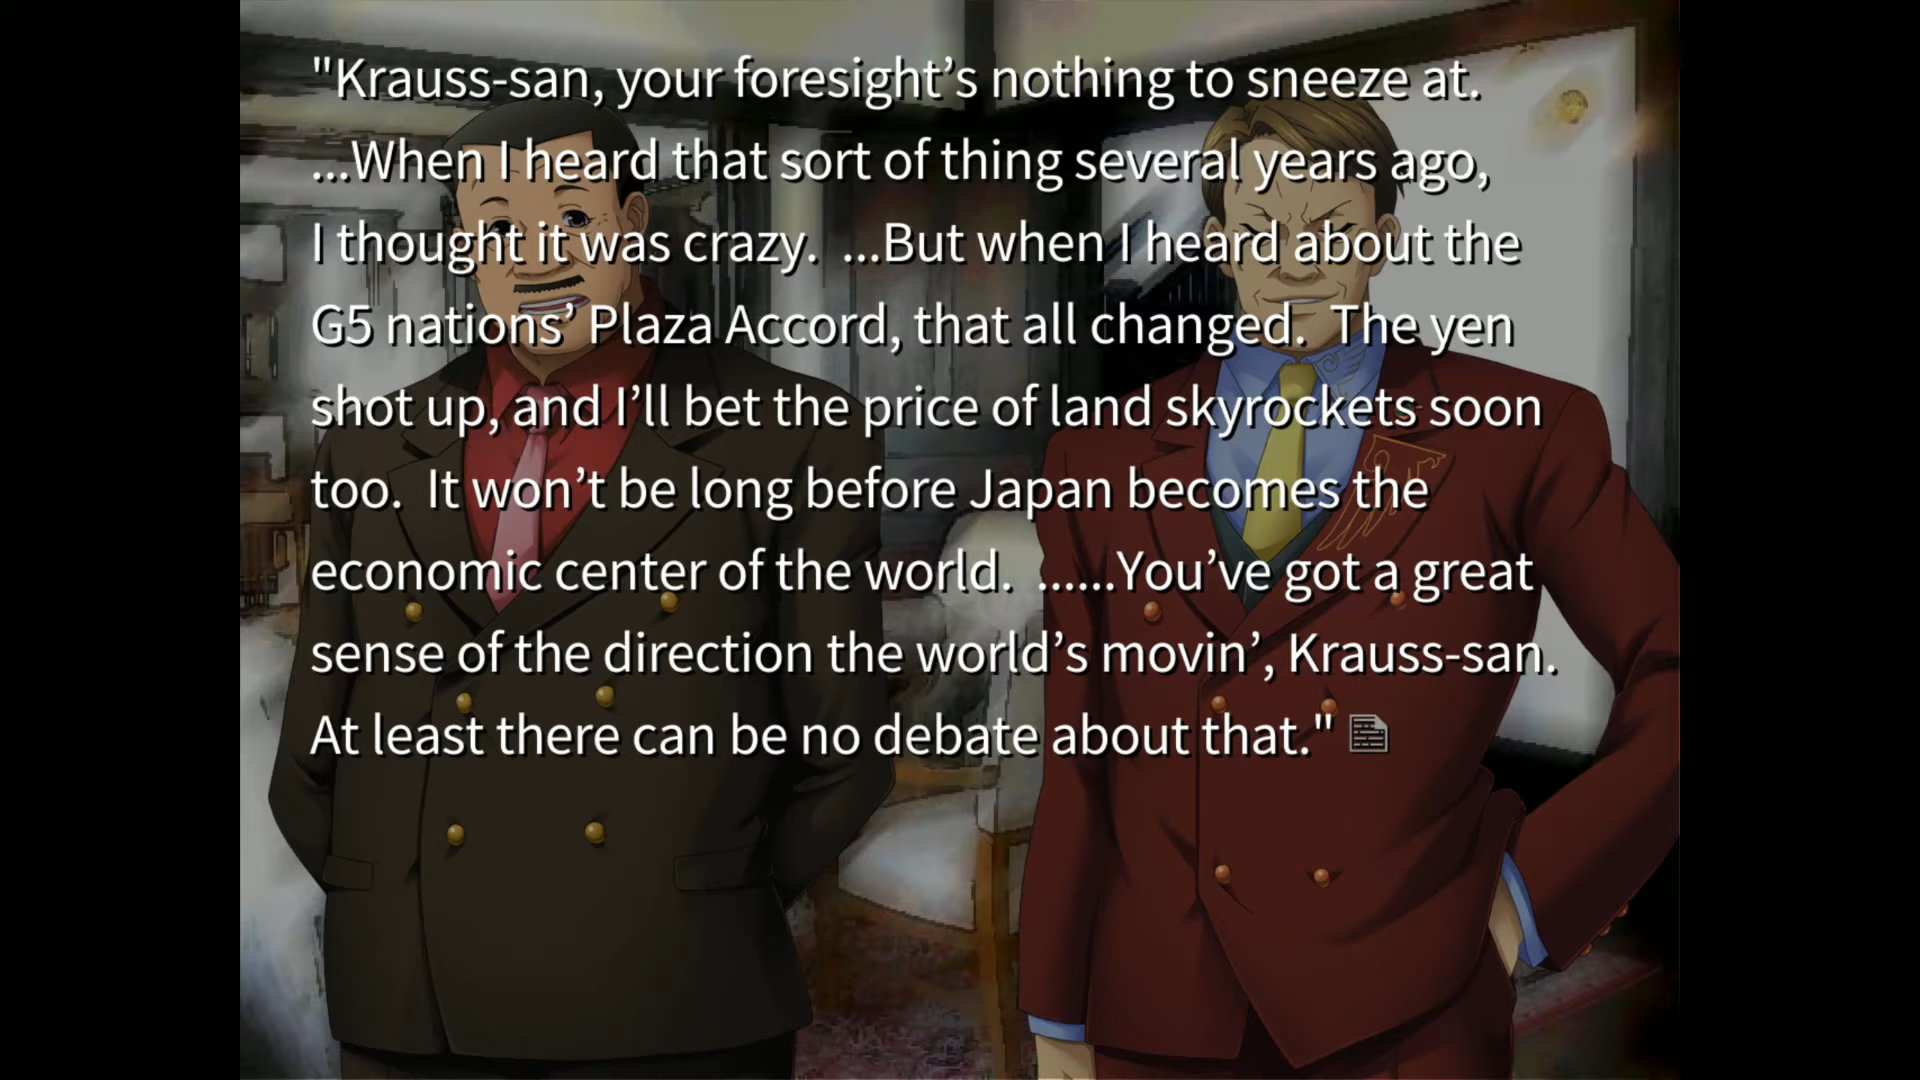 "Krauss-san, your foresight’s nothing to sneeze at.
...When I heard that sort of thing several years ago,
I thought it was crazy.  ...But when I heard about the
G5 nations’ Plaza Accord, that all changed.  The yen
shot up, and I’ll bet the price of land skyrockets soon
too.  It won’t be long before Japan becomes the
economic center of the world.  ......You’ve got a great
sense of the direction the world’s movin’, Krauss-san.
At least there can be no debate about that."